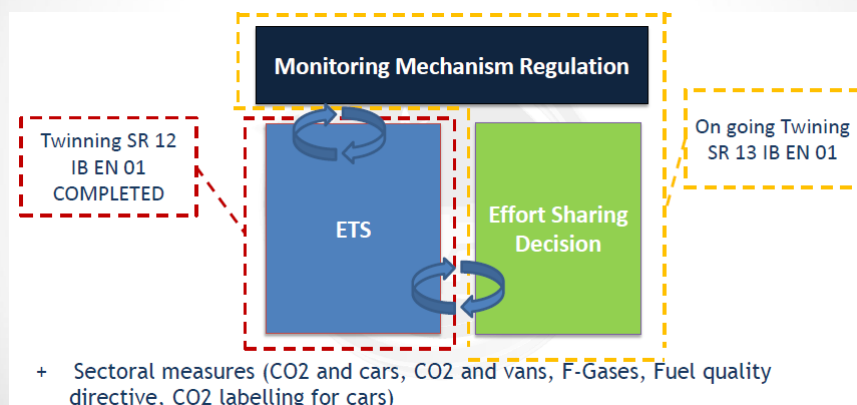 Monitoring Mechanism Regulation
Twinning SR 12
IB EN 01
COMPLETED
ETS
Effort Sharing
Decision
On going Twining
SR 13 IB EN 01
+ Sectoral measures (CO2 and cars, CO2 and vans, F-Gases, Fuel quality
directive, CO2 labelling for cars)